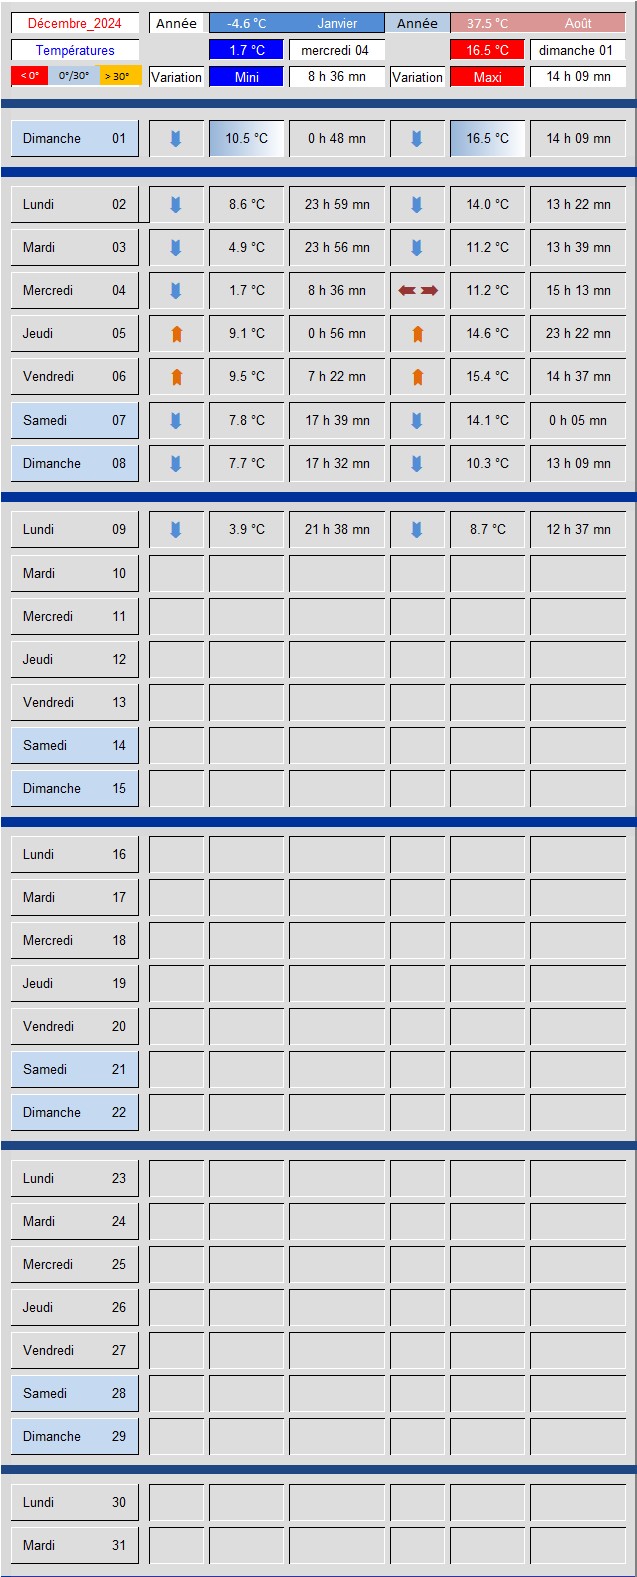 Décembre_2024 Année -4.6 °C Janvier Année 37.5 °C Août
Températures 1.7 °C mercredi 04 16.5 °C dimanche 01
< 0° 0°/30° > 30° Variation Mini 8 h 36 mn Variation Maxi 14 h 09 mn
Dimanche 01 10.5 °C 0 h 48 mn 16.5 °C 14 h 09 mn
Lundi 02 8.6 °C 23 h 59 mn 14.0 °C 13 h 22 mn
Mardi 03 4.9 °C 23 h 56 mn 11.2 °C 13 h 39 mn
Mercredi 04 1.7 °C 8 h 36 mn 11.2 °C 15 h 13 mn
Jeudi 05 9.1 °C 0 h 56 mn 14.6 °C 23 h 22 mn
Vendredi 06 9.5 °C 7 h 22 mn 15.4 °C 14 h 37 mn
Samedi 07 7.8 °C 17 h 39 mn 14.1 °C 0 h 05 mn
Dimanche 08 7.7 °C 17 h 32 mn 10.3 °C 13 h 09 mn
Lundi 09 3.9 °C 21 h 38 mn 8.7 °C 12 h 37 mn
Mardi 10
Mercredi 11
Jeudi 12
Vendredi 13
Samedi 14
Dimanche 15
Lundi 16
Mardi 17
Mercredi 18
Jeudi 19
Vendredi 20
Samedi 21
Dimanche 22
Lundi 23
Mardi 24
Mercredi 25
Jeudi 26
Vendredi 27
Samedi 28
Dimanche 29
Lundi 30
Mardi 31